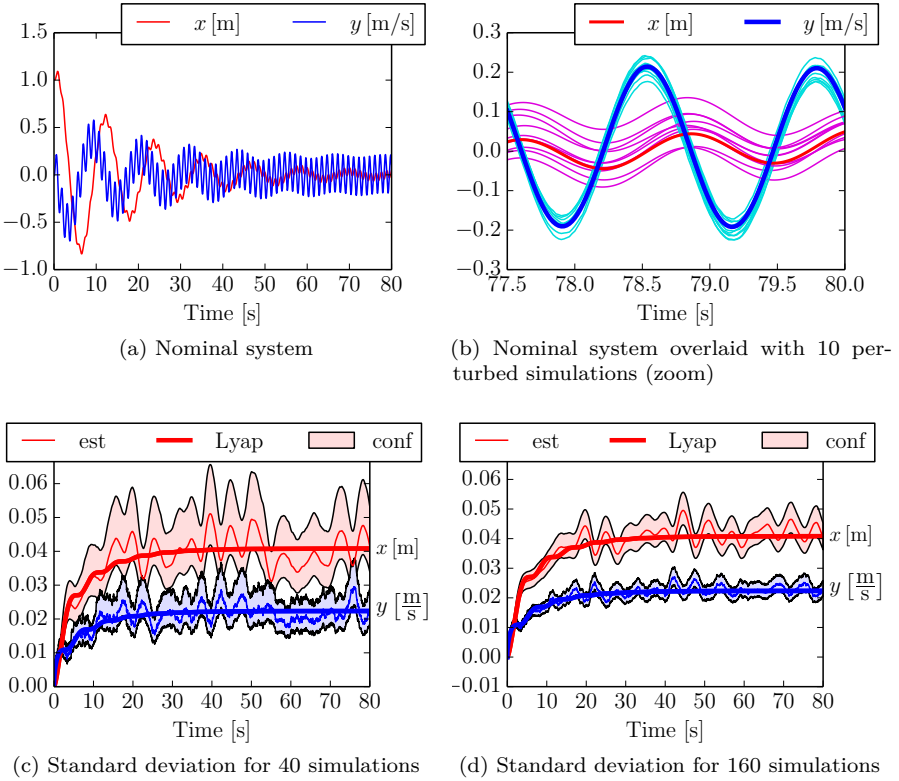 x [m] y [m/s]
1.5
1.0
0.5
0.0
−0.5
−1.0
0 10 20 30 40 50 60 70 80
Time [s]
(a) Nominal system
x [m] y [m/s]
0.3
0.2
0.1
0.0
−0.1
−0.2
−0.3
77.5 78.0 78.5 79.0 79.5 80.0
Time [s]
(b) Nominal system overlaid with 10 per-
turbed simulations (zoom)
est Lyap conf
0.06
0.05
0.04
0.03
0.02
0.01
0.00
x [m]
y [m/s]
0 10 20 30 40 50 60 70 80
Time [s]
(c) Standard deviation for 40 simulations
est Lyap conf
0.06
0.05
0.04
0.03
0.02
0.01
0.00
-0.01
x [m]
y [m/s]
0 10 20 30 40 50 60 70 80
Time [s]
(d) Standard deviation for 160 simulations